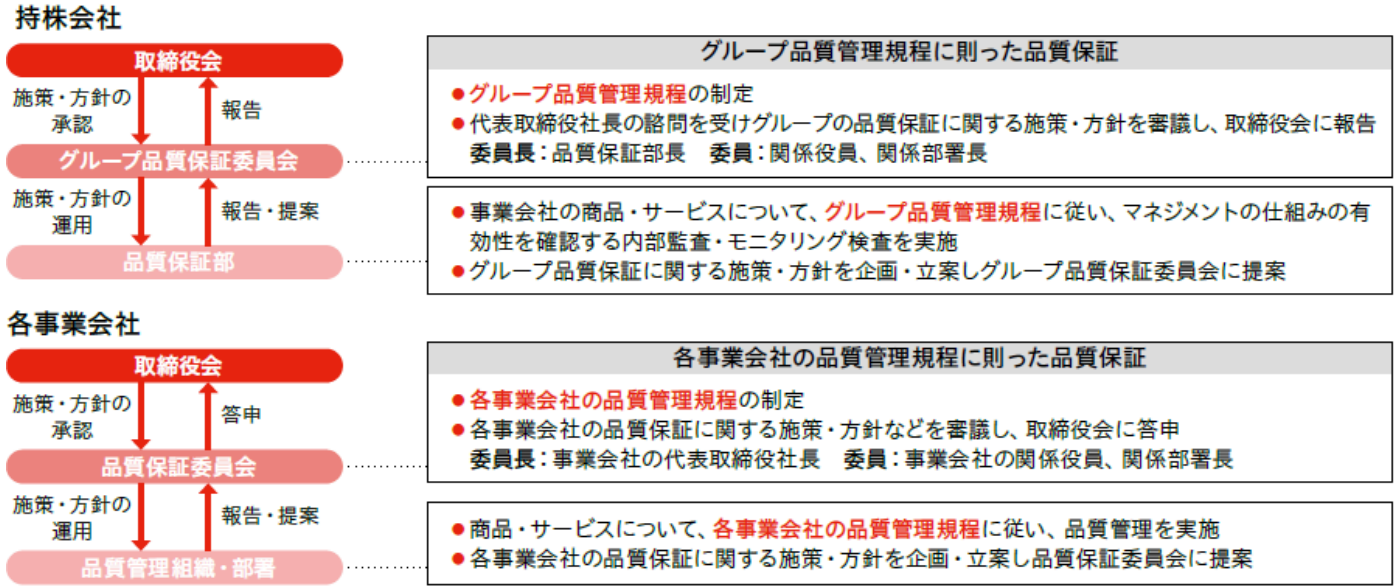 持株会社
取締役会
施策・方針の
承認
報告
グループ品質保証委員会
施策・方針の
運用
報告・提案
品質保証部
グループ品質管理規程に則った品質保証
●グループ品質管理規程の制定
●代表取締役社長の諮問を受けグループの品質保証に関する施策・方針を審議し、取締役会に報告
委員長：品質保証部長　委員：関係役員、関係部署長
●事業会社の商品・サービスについて、グループ品質管理規程に従い、マネジメントの仕組みの有
効性を確認する内部監査・モニタリング検査を実施
●グループ品質保証に関する施策・方針を企画・立案しグループ品質保証委員会に提案
各事業会社
取締役会
施策・方針の
承認
答申
品質保証委員会
施策・方針の
運用
報告・提案
品質管理組織・部署
各事業会社の品質管理規程に則った品質保証
●各事業会社の品質管理規程の制定
●各事業会社の品質保証に関する施策・方針などを審議し、取締役会に答申
委員長：事業会社の代表取締役社長　委員：事業会社の関係役員、関係部署長
●商品・サービスについて、各事業会社の品質管理規程に従い、品質管理を実施
●各事業会社の品質保証に関する施策・方針を企画・立案し品質保証委員会に提案